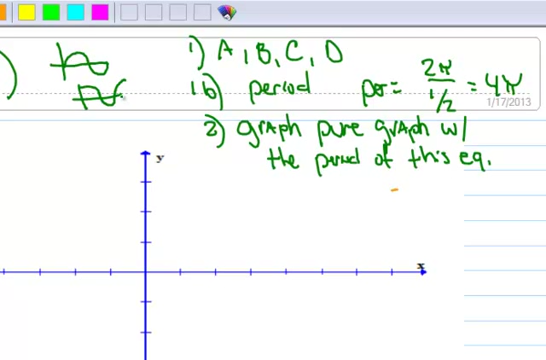 1) A, B, C, D
1b) period per = 2π / 1/2 = 4π
1/17/2013
2) graph pure graph w/
the period of this eq.
y
x